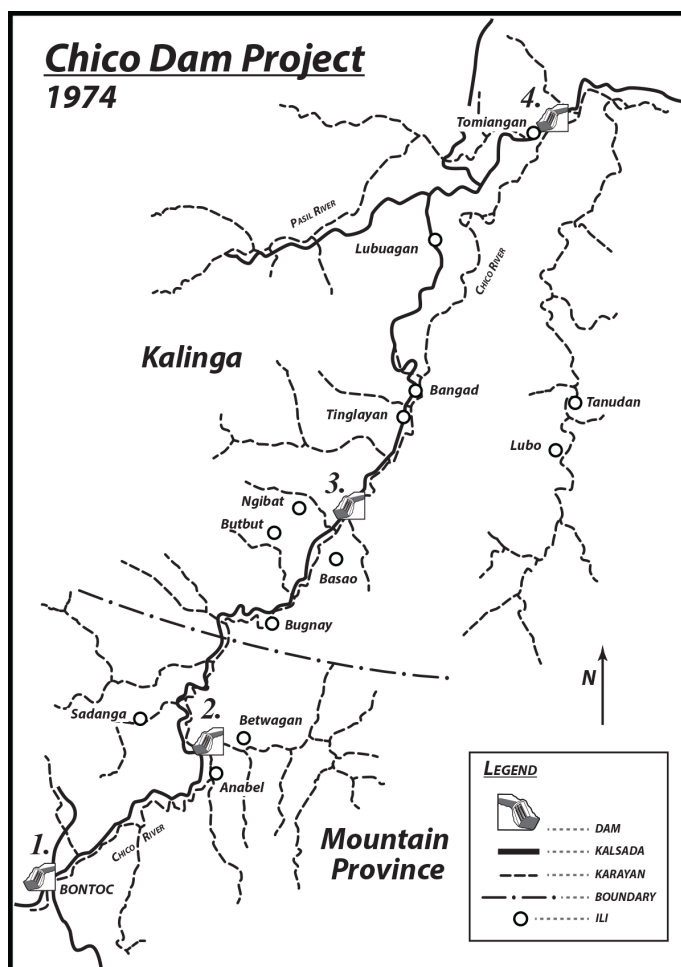 Chico Dam Project
1974
4.
Tomiangan
PASIL RIVER
Lubuagan
CHICO RIVER
Kalinga
Bangad
Tinglayan
Tanudan
Lubo
3.
Ngibat
Butbut
Basao
Bugnay
N
Sadanga
2.
Betwagan
Anabel
CHICO RIVER
Mountain
Province
1.
BONTOC
LEGEND
DAM
KALSADA
KARAYAN
BOUNDARY
ILI